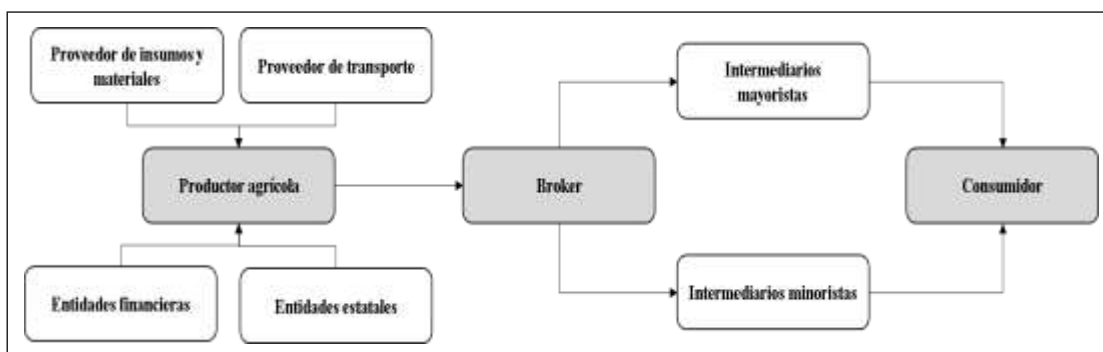 Proveedor de insumos y
materiales
Proveedor de transporte
Intermediarios
mayoristas
Productor agrícola
Broker
Consumidor
Entidades financieras
Entidades estatales
Intermediarios minoristas